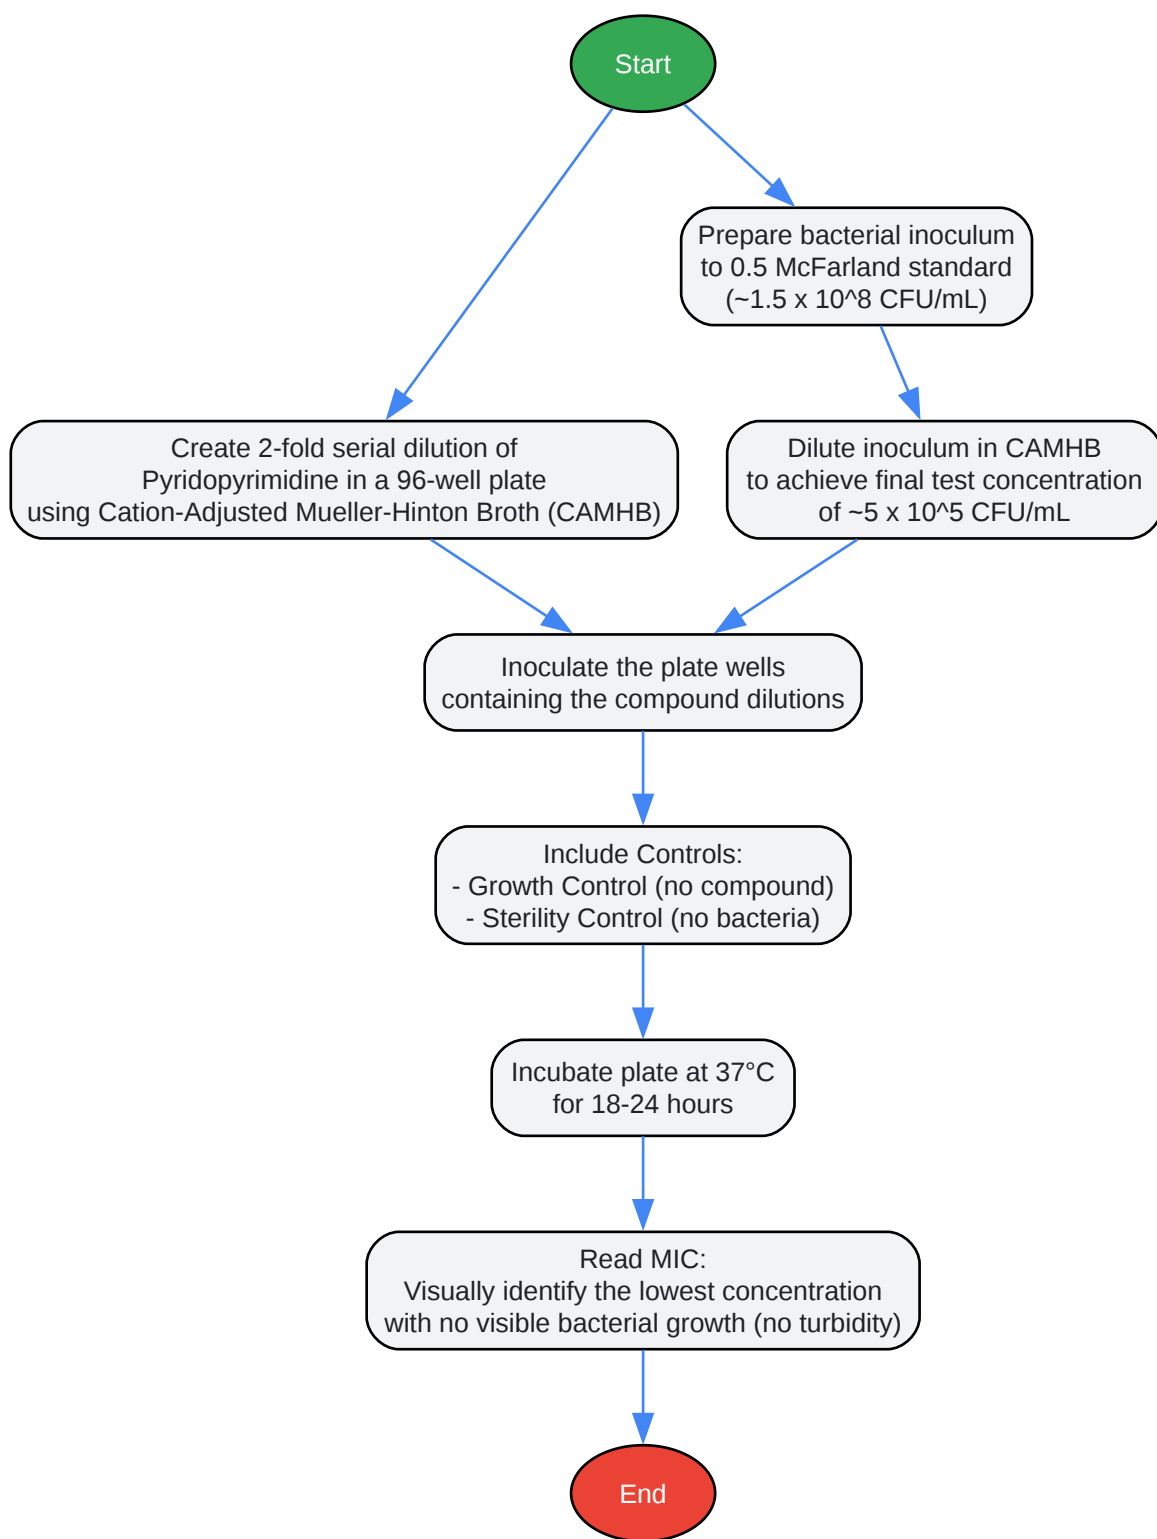 Start
Prepare bacterial inoculum
to 0.5 McFarland standard
(~1.5 x 10^8 CFU/mL)
Create 2-fold serial dilution of
Pyridopyrimidine in a 96-well plate
using Cation-Adjusted Mueller-Hinton Broth (CAMHB)
Dilute inoculum in CAMHB
to achieve final test concentration
of ~5 x 10^5 CFU/mL
Inoculate the plate wells
containing the compound dilutions
Include Controls:
- Growth Control (no compound)
- Sterility Control (no bacteria)
Incubate plate at 37°C
for 18-24 hours
Read MIC:
Visually identify the lowest concentration
with no visible bacterial growth (no turbidity)
End